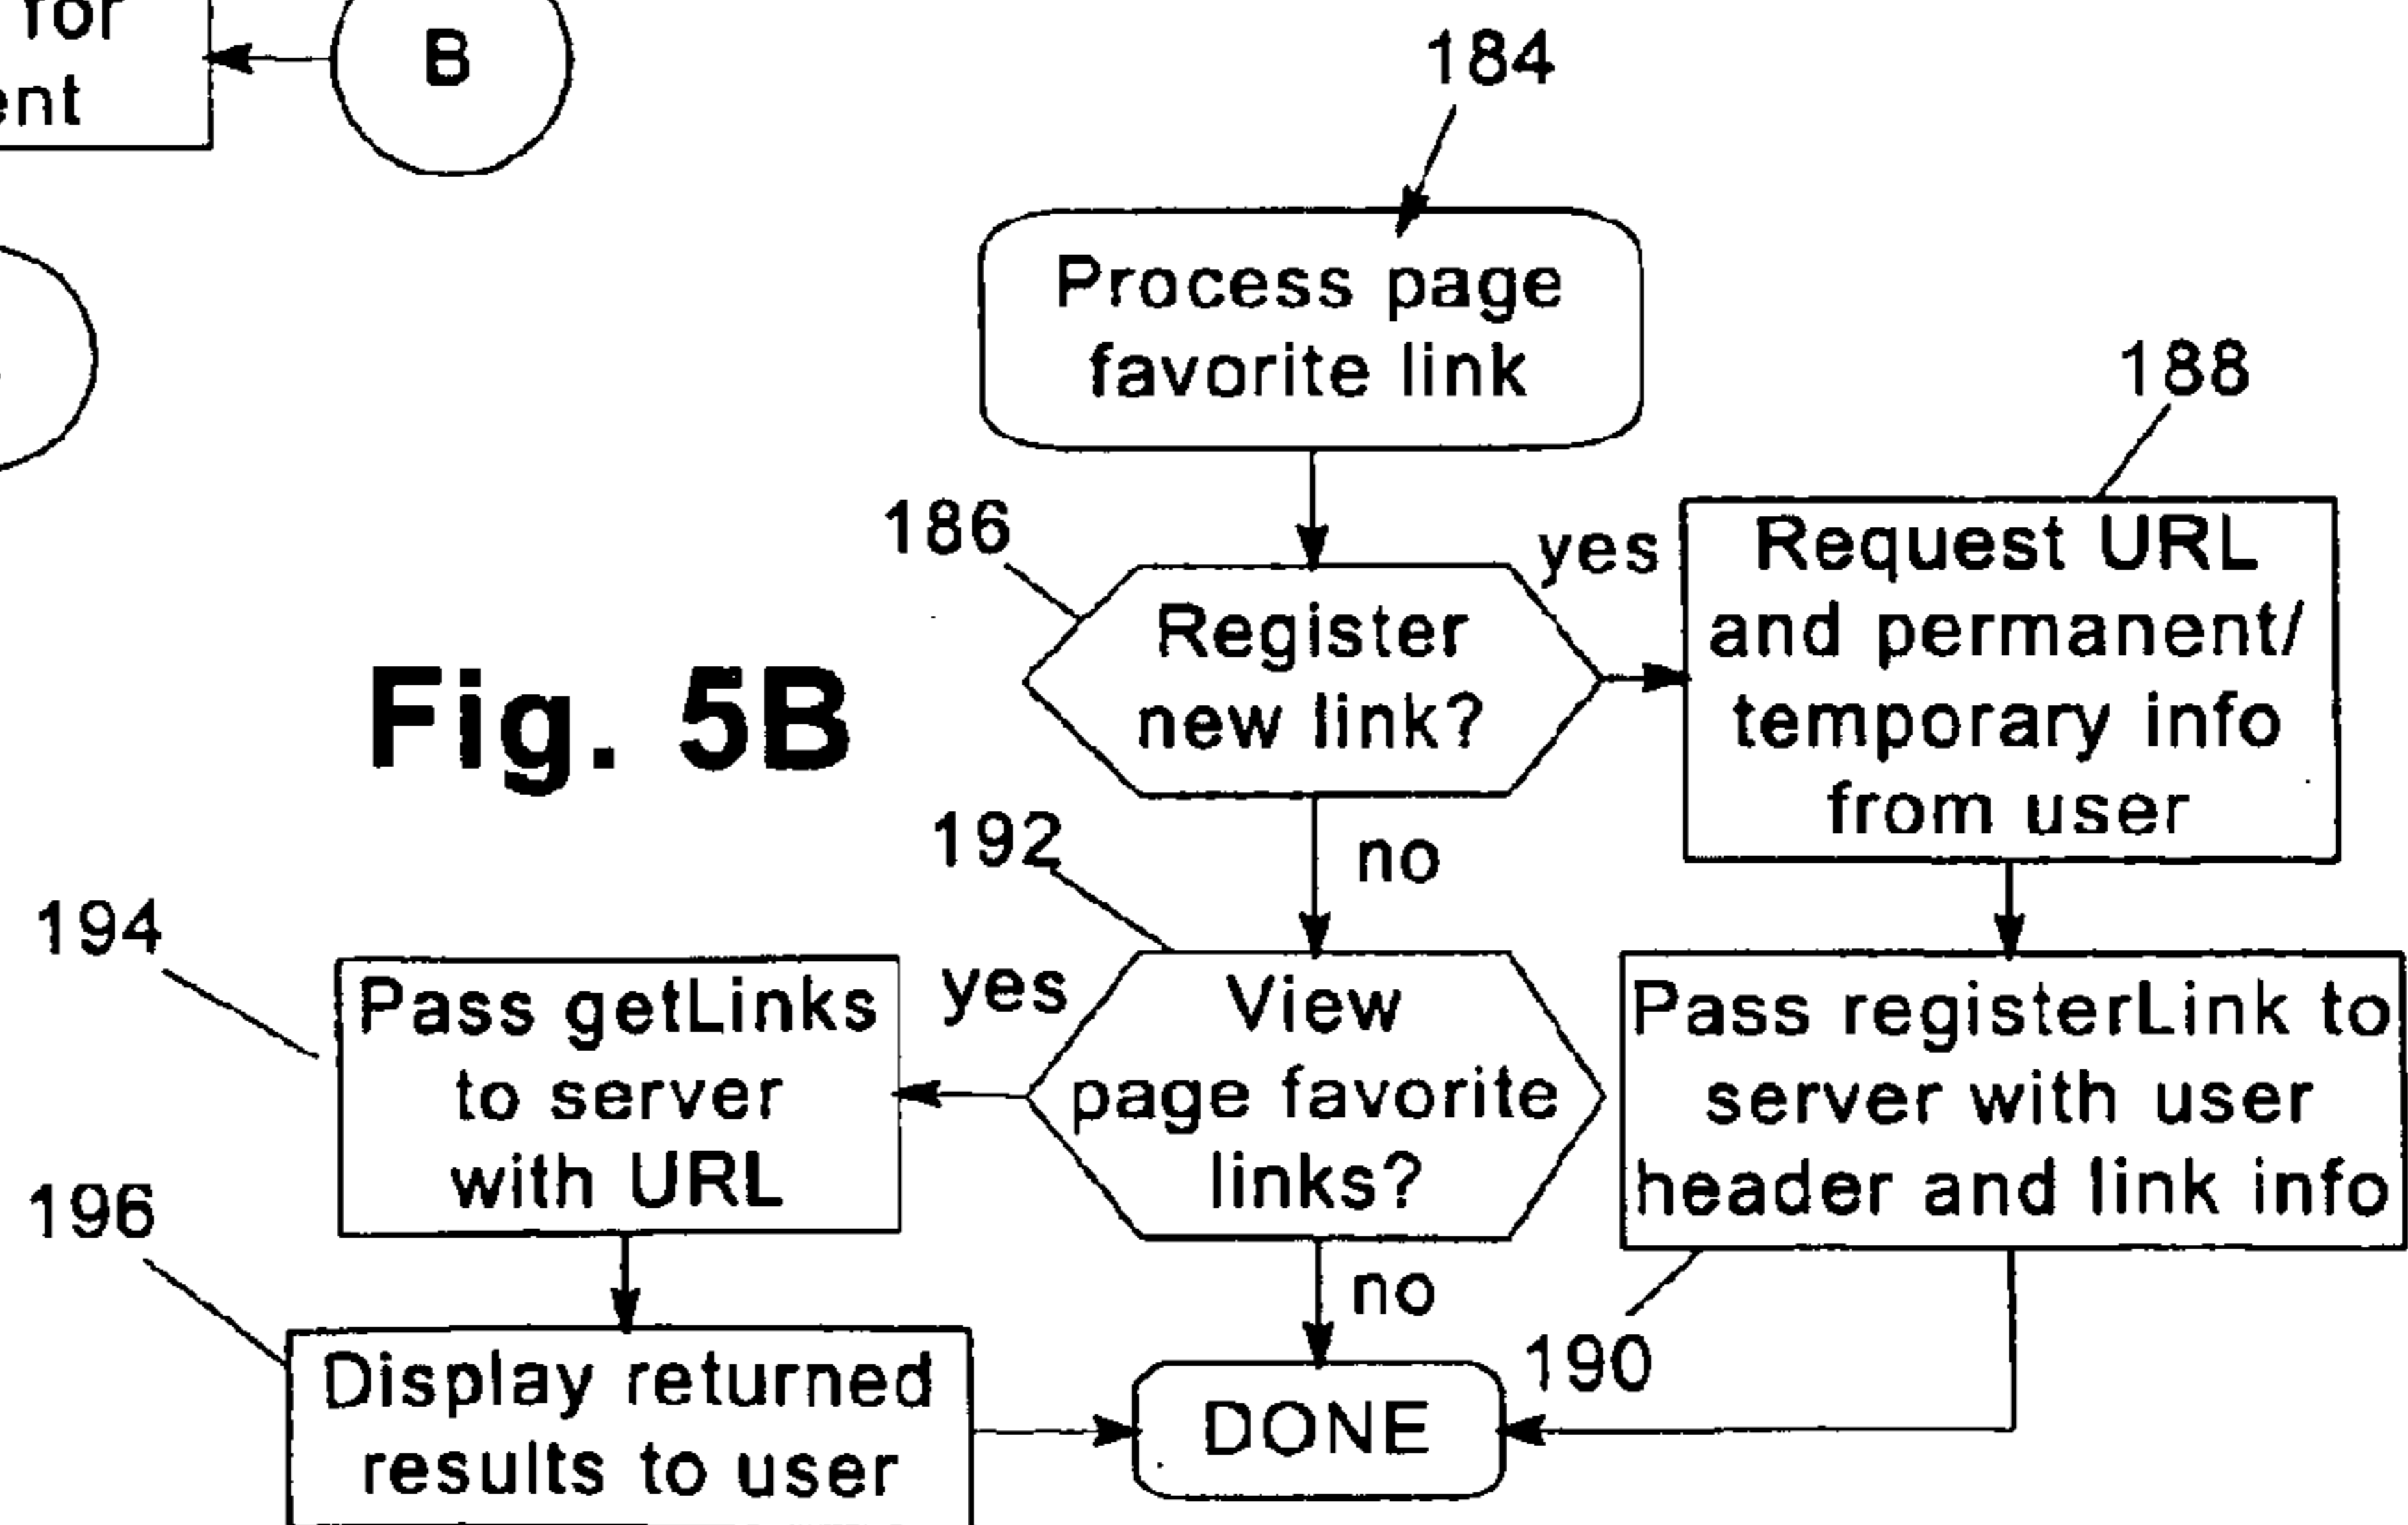 for
B
184
Process page
favorite link
188
186
yes
Request URL
and permanent/
temporary info
from user
Register
new link?
Fig. 5B
192
no
194
Pass getLinks
to server
with URL
yes
View
page favorite
links?
Pass registerLink to
server with user
header and link info
196
no
190
Display returned
results to user
DONE